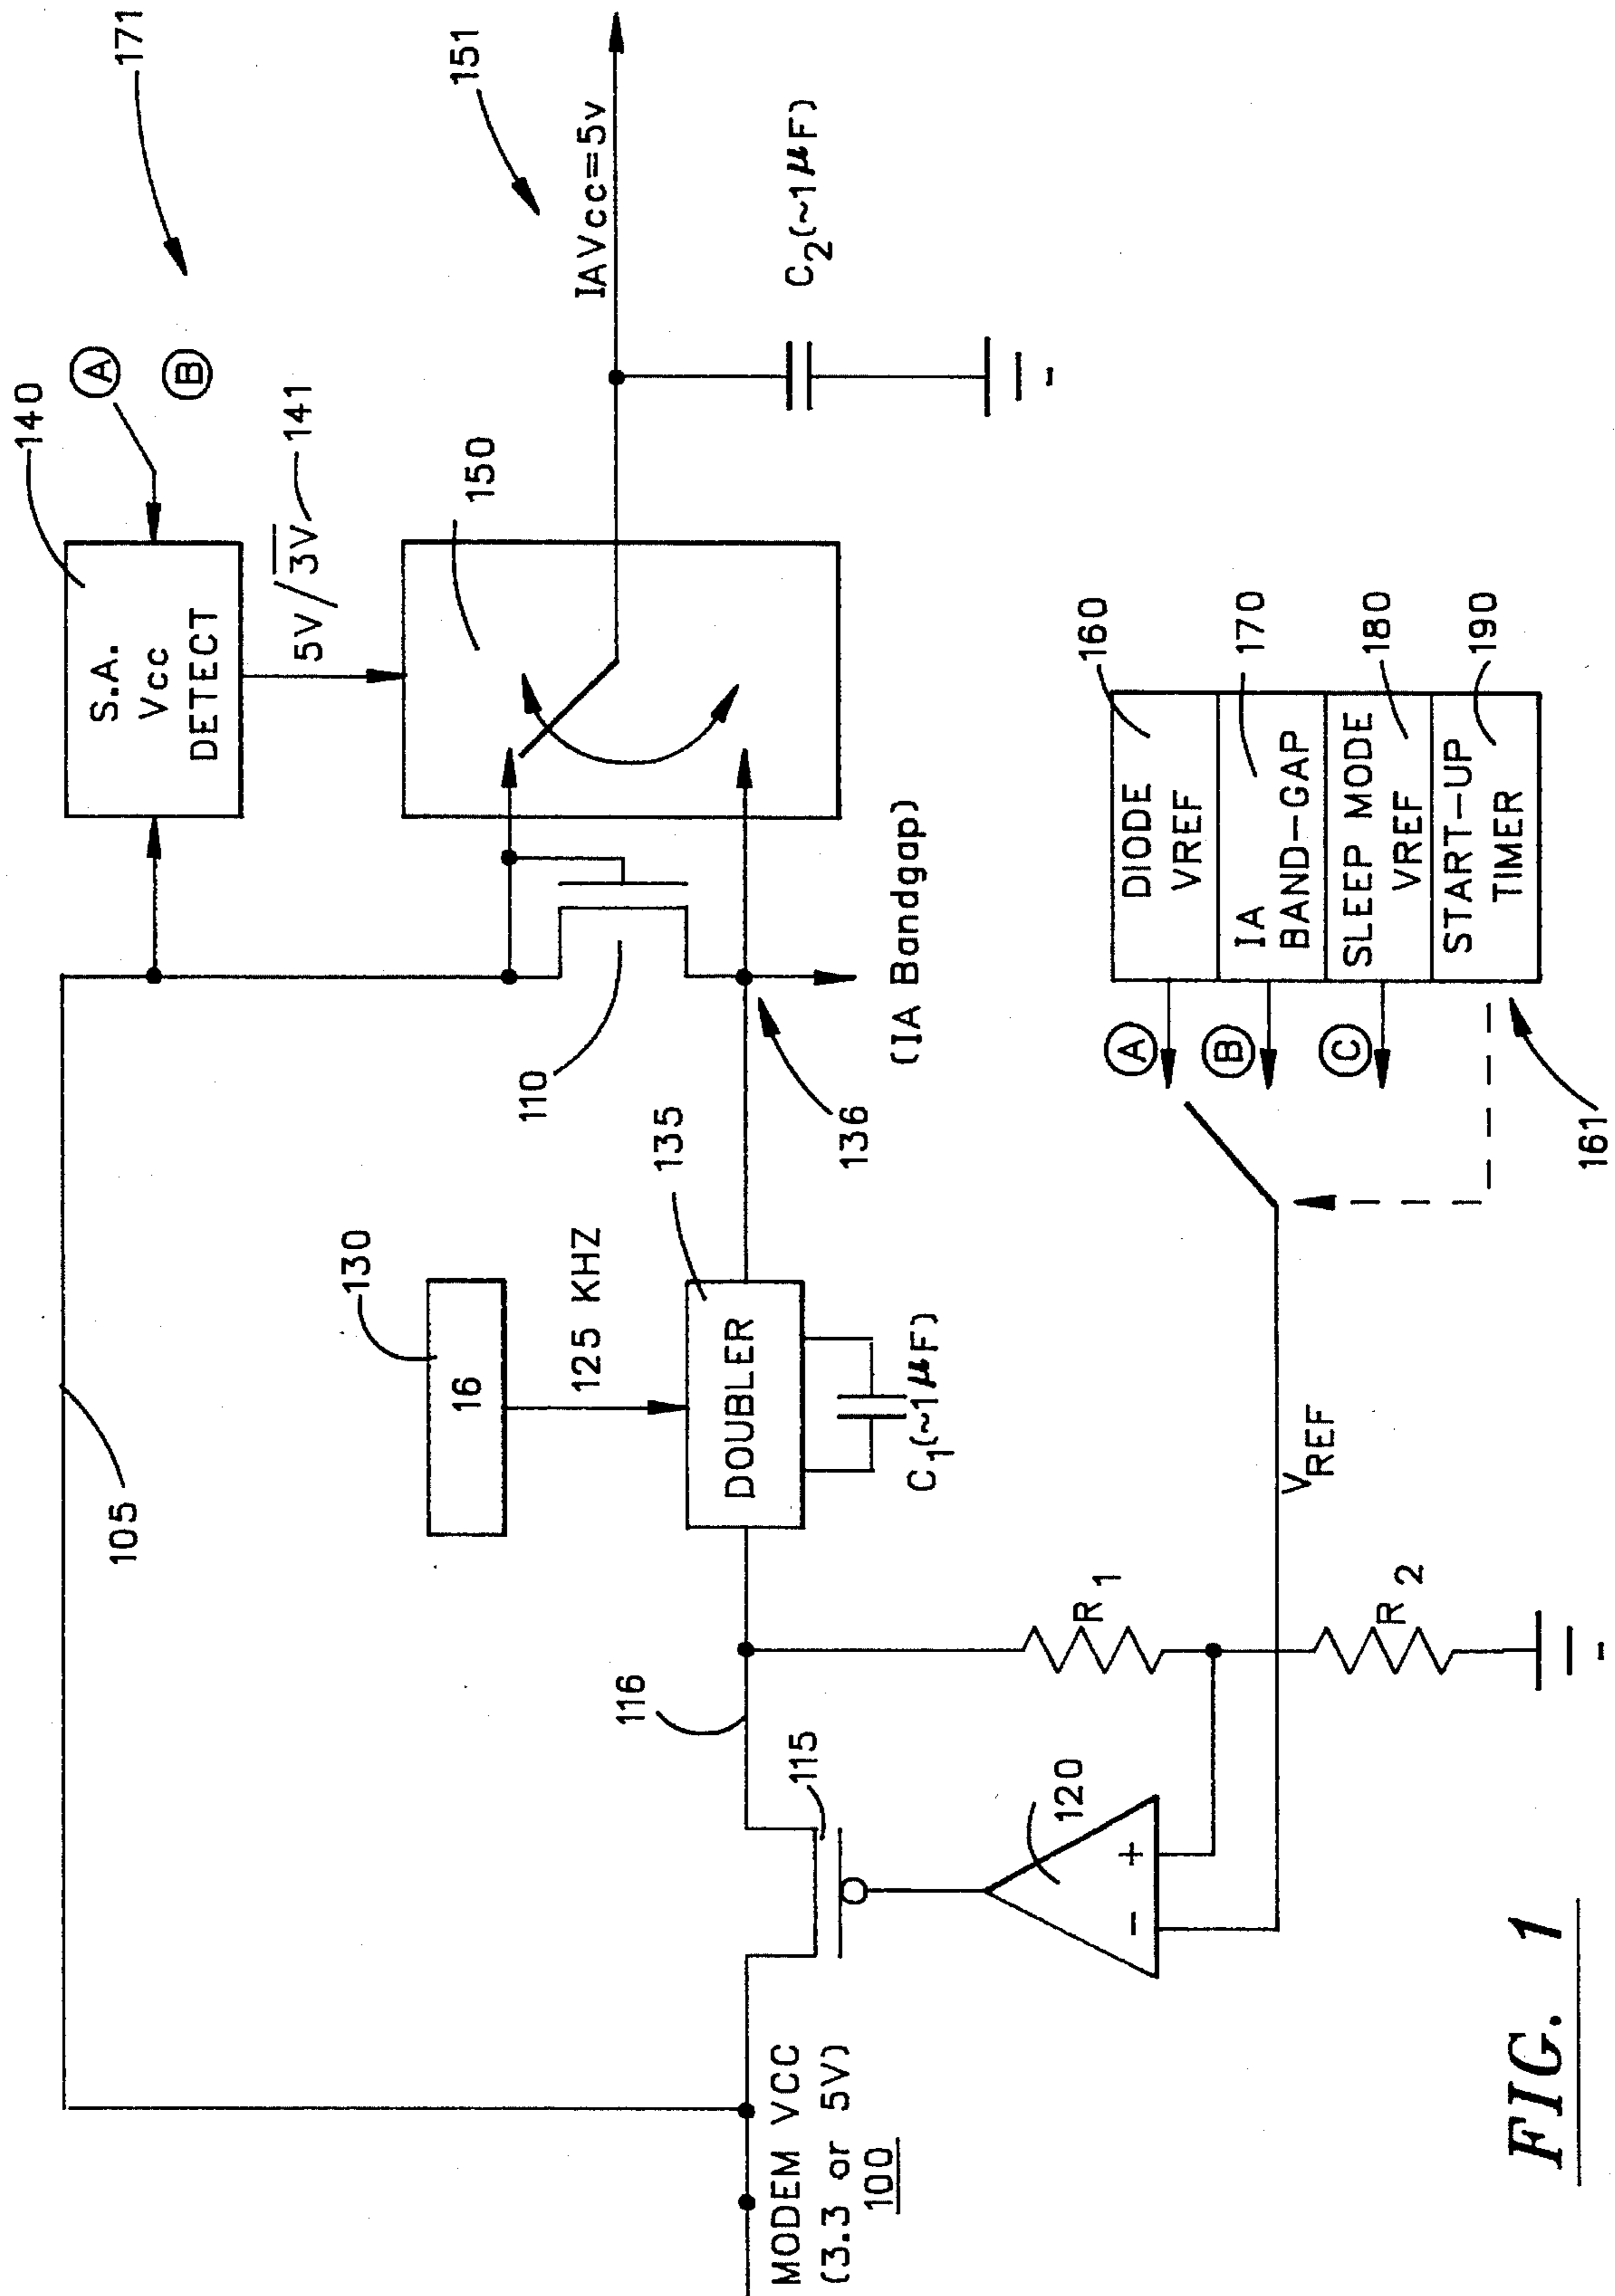 171
140
A
B
S.A.
Vcc
DETECT
5V/3V
141
150
151
IAVcc=5v
C2(~1μF)
105
110
130
16
125 KHZ
135
DOUBLER
C1(~1μF)
136
(IA Bandgap)
116
115
120
+
-
R1
R2
VREF
MODEM VCC
(3.3 or 5V)
100
A
B
C
DIODE
VREF
160
IA
BAND-GAP
170
SLEEP MODE
VREF
180
START-UP
TIMER
190
161
FIG. 1